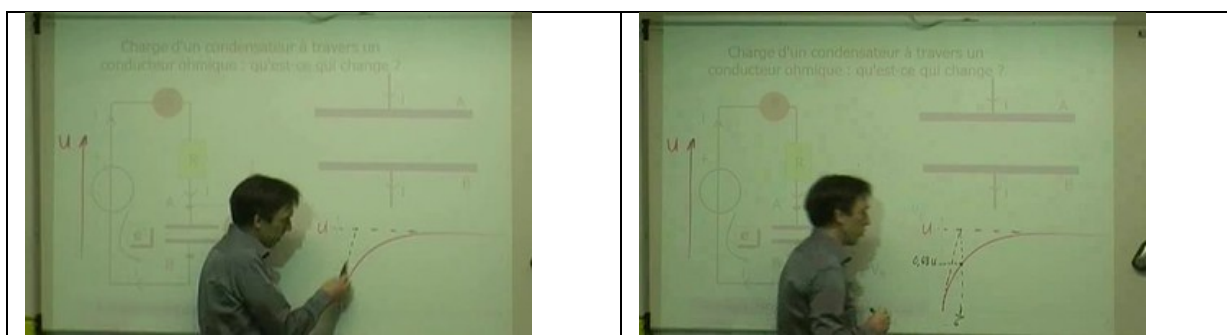 Charge d'un condensateur à travers un
conducteur ohmique : qu'est-ce qui change ?
U
i
A
R
i
A
B
B
i
U
Charge d'un condensateur à travers un
conducteur ohmique : qu'est-ce qui change ?
U
i
A
R
i
A
B
B
i
U
0,63 U